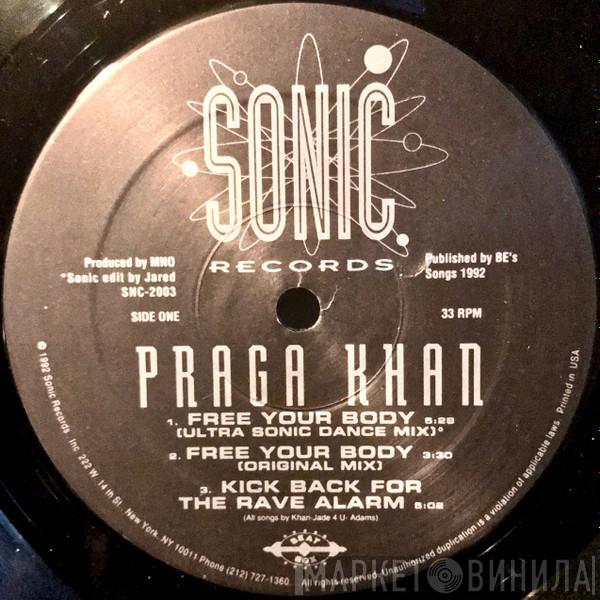 SONIC
RECORDS
Produced by MNO
*Sonic edit by Jared
SNC-2003
SIDE ONE
Published by BE's
Songs 1992
33 RPM
PRAGA KHAN
1. FREE YOUR BODY 5:28
(ULTRA SONIC DANCE MIX)*
2. FREE YOUR BODY 3:30
(ORIGINAL MIX)
3. KICK BACK FOR
THE RAVE ALARM 5:02
(All songs by Khan-Jade 4 U- Adams)
BEAT
BOX
© 1992 Sonic Records Inc. 222 W. 14 th St. New York, NY 10011 Phone (212) 727-1360. All rights reserved. Unauthorized duplication is a violation of applicable laws Printed in USA.
МАРКЕТ ВИНИЛА